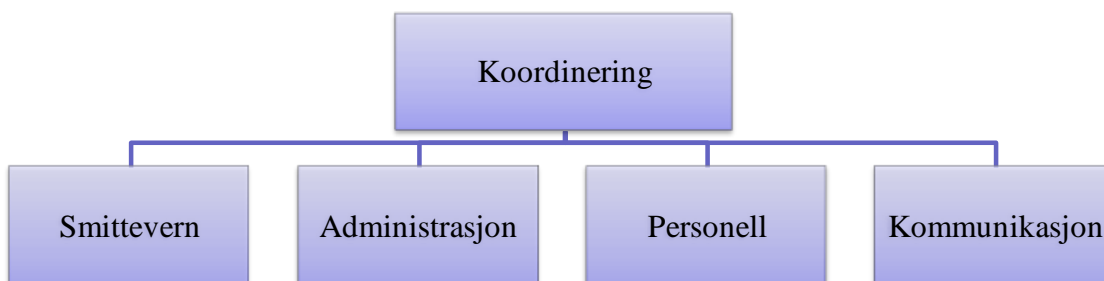 Koordinering
Smittevern
Administrasjon
Personell
Kommunikasjon